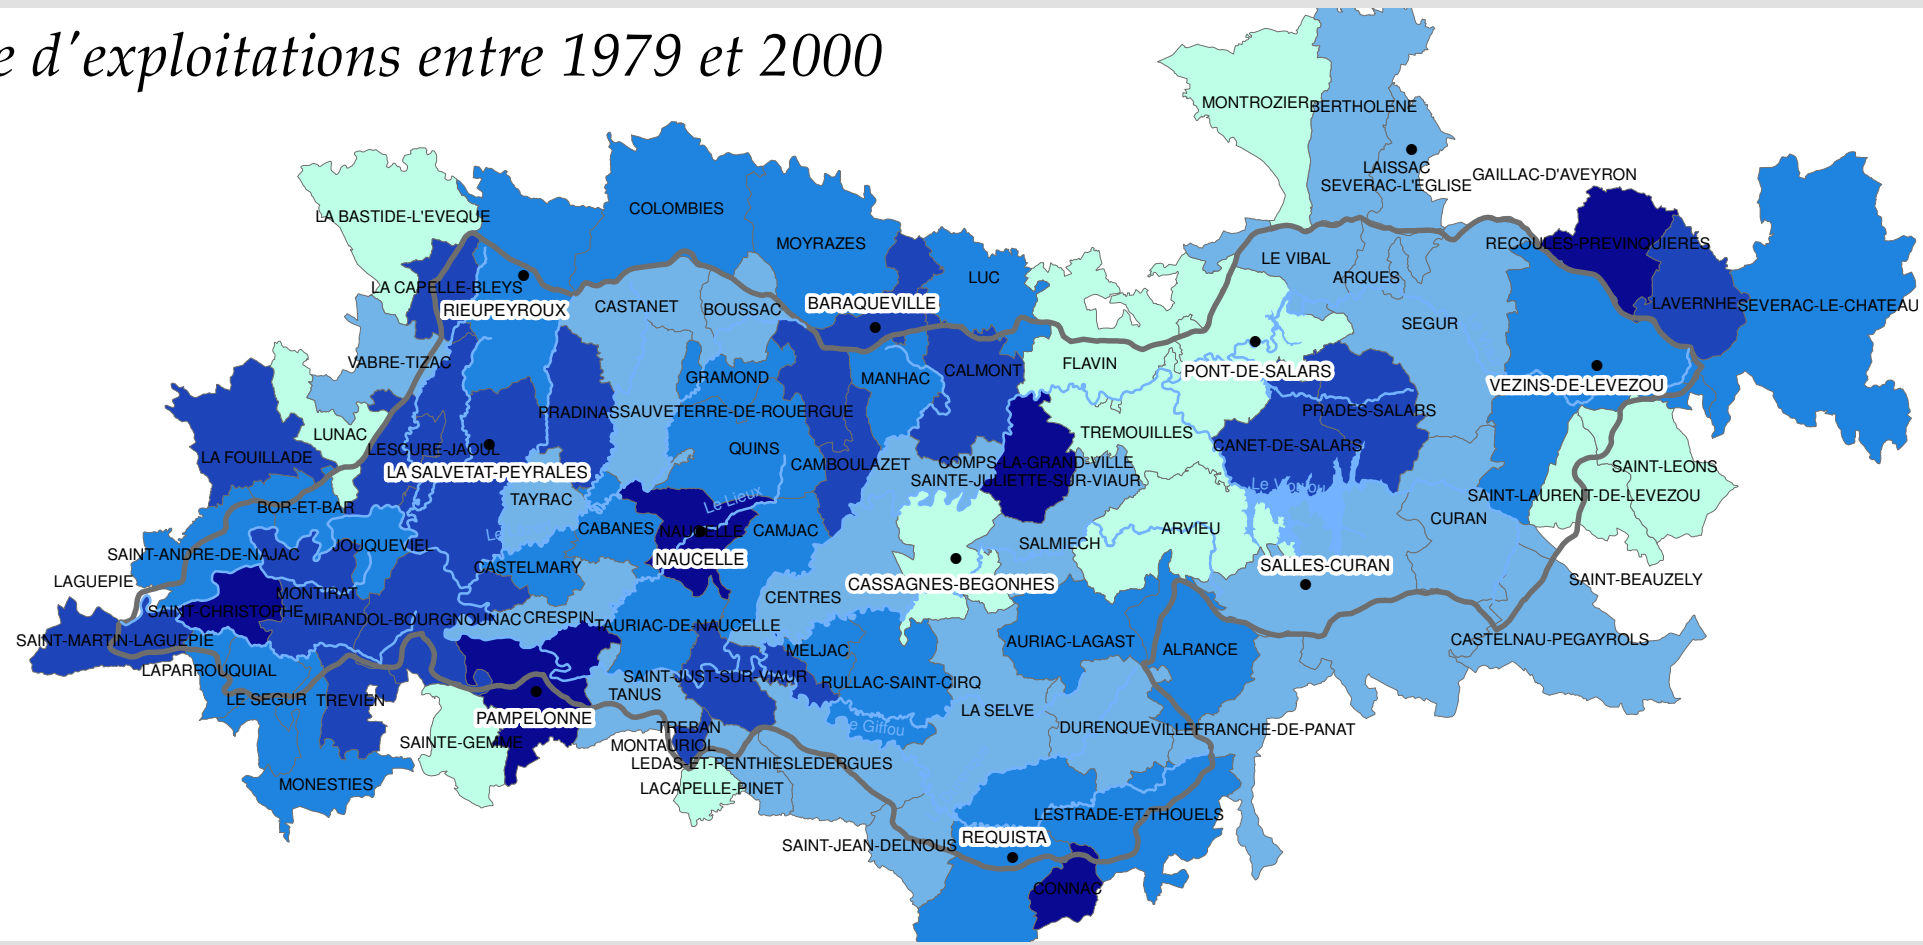 e d'exploitations entre 1979 et 2000
MONTROZIER
BERTHOLENE
LAISSAC
SEVERAC-L'EGLISE
GAILLAC-D'AVEYRON
LA BASTIDE-L'EVEQUE
COLOMBIES
MOYRAZES
RECOULES-PREVINQUIERES
LE VIBAL
ARQUES
LUC
LA CAPELLE-BLEYS
RIEUPEYROUX
CASTANET
BOUSSAC
BARAQUEVILLE
LAVERNHE
SEVERAC-LE-CHATEAU
SEGUR
VABRE-TIZAC
GRAMOND
MANHAC
CALMONT
FLAVIN
PONT-DE-SALARS
VEZINS-DE-LEVEZOU
PRADINAS
SAUVETERRE-DE-ROUERGUE
PRADES-SALARS
LUNAC
LESCURE-JAOUL
QUINS
TREMOUILLES
CANET-DE-SALARS
LA FOUILLADE
LA SALVETAT-PEYRALES
CAMBOULAZET
COMPS-LA-GRAND-VILLE
SAINTE-JULIETTE-SUR-VIAUR
SAINT-LEONS
TAYRAC
Le Lieux
Le Vioulou
SAINT-LAURENT-DE-LEVEZOU
BOR-ET-BAR
CABANES
NAUCELLE
CAMJAC
ARVIEU
CURAN
Le
JOUQUEVIEL
SALMIECH
SAINT-ANDRE-DE-NAJAC
NAUCELLE
CASTELMARY
SALLES-CURAN
LAGUEPIE
CASSAGNES-BEGONHES
SAINT-BEAUZELY
MONTIRAT
CENTRES
SAINT-CHRISTOPHE
MIRANDOL-BOURGNOUNAC
CRESPIN
TAURIAC-DE-NAUCELLE
SAINT-MARTIN-LAGUEPIE
AURIAC-LAGAST
ALRANCE
CASTELNAU-PEGAYROLS
MELJAC
LAPARROUQUIAL
SAINT-JUST-SUR-VIAUR
RULLAC-SAINT-CIRQ
LE SEGUR
TREVIEN
TANUS
LA SELVE
PAMPELONNE
TREBAN
Le Giffou
DURENQUE
VILLEFRANCHE-DE-PANAT
SAINTE-GEMME
MONTAURIOL
LEDAS-ET-PENTHIES
LEDERGUES
MONESTIES
LACAPELLE-PINET
LESTRADE-ET-THOUELS
SAINT-JEAN-DELNOUS
REQUISTA
CONNAC